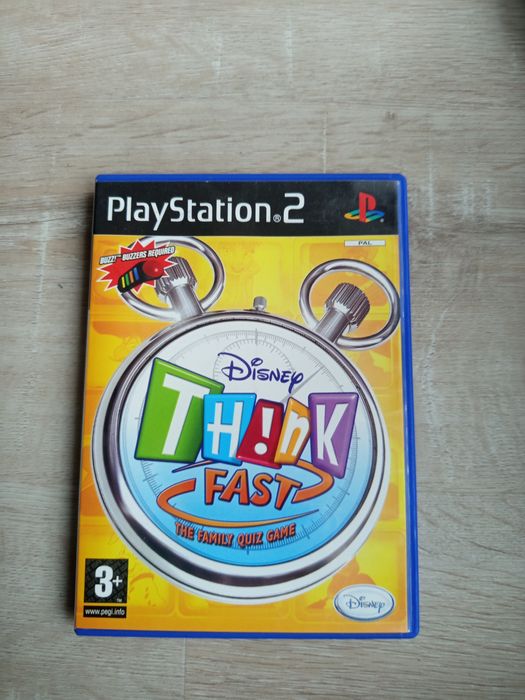 PlayStation®2
PAL
BUZZ!™ BUZZERS REQUIRED
Disney
TH!nK
FAST
THE FAMILY QUIZ GAME
3+
www.pegi.info
Disney